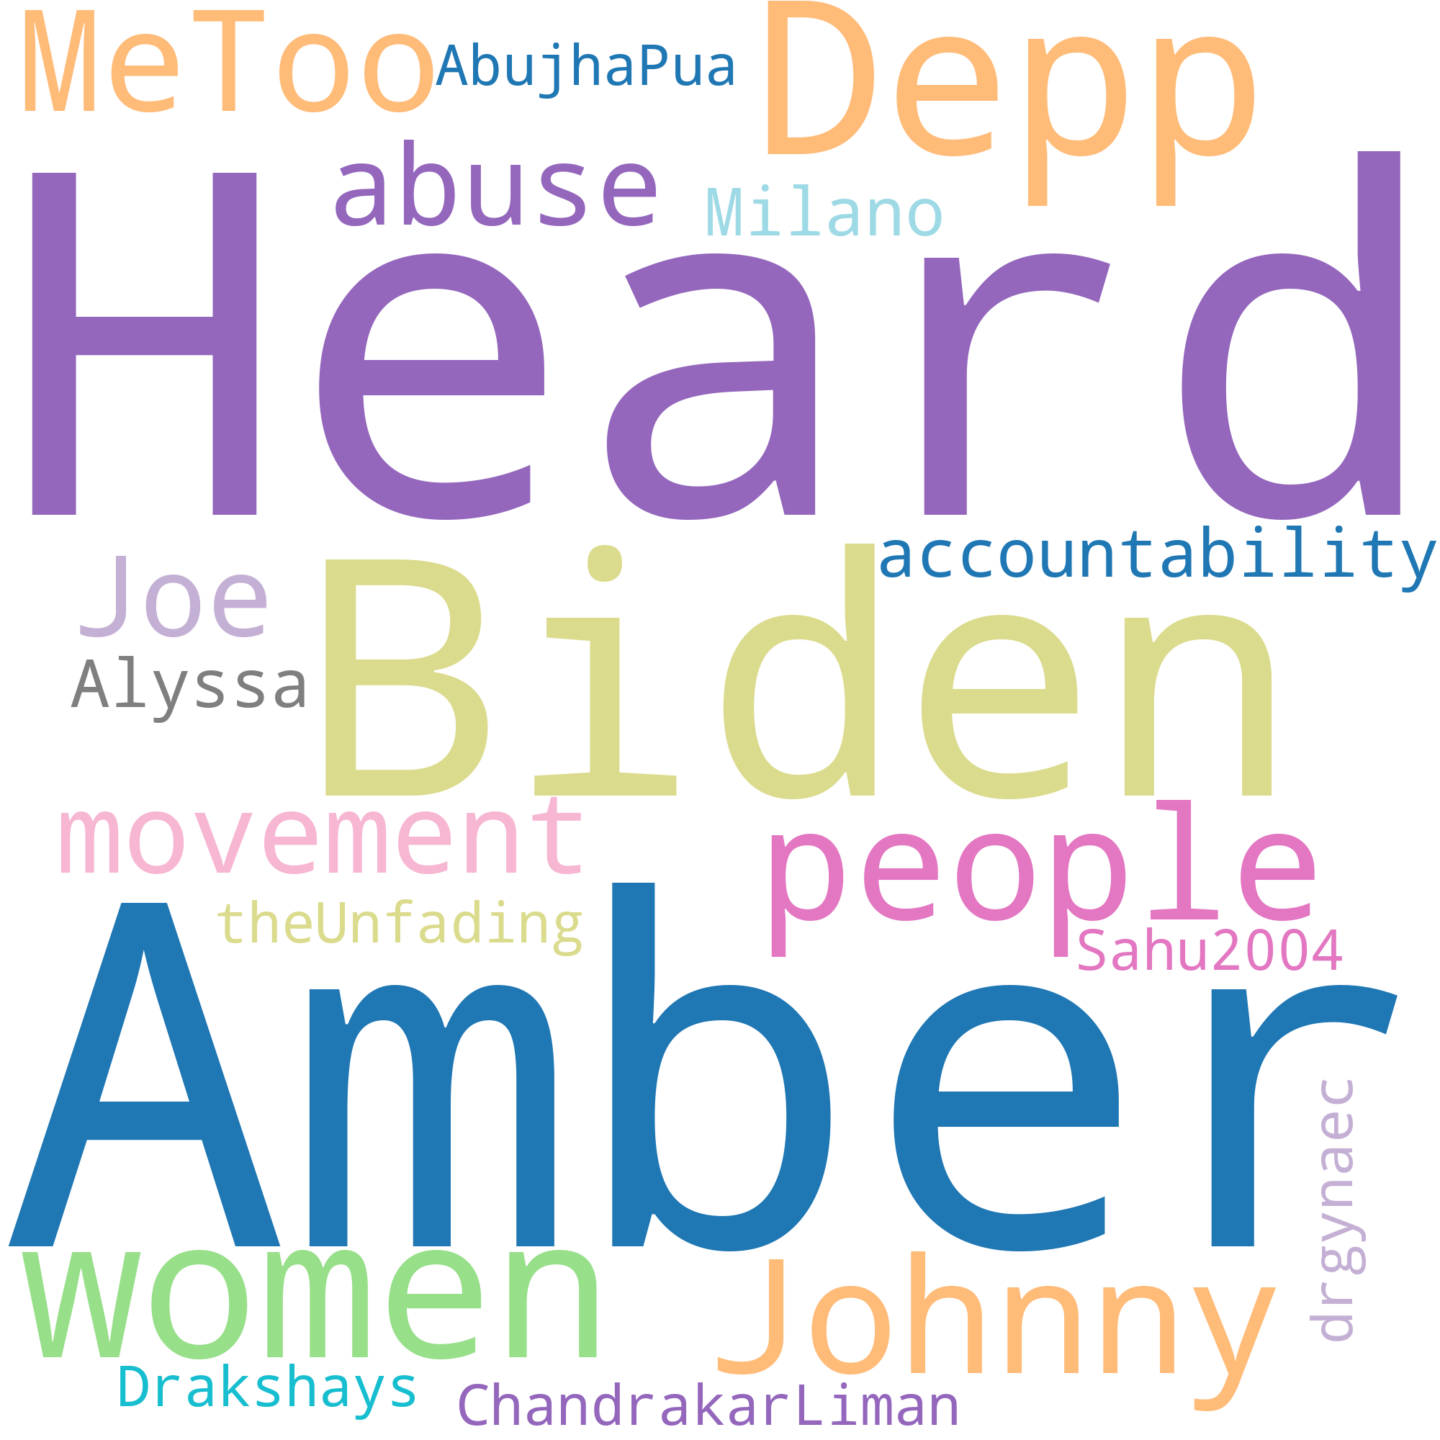 MeToo AbujhaPua Depp
abuse Milano
Heard
accountability
Joe
Biden
Alyssa
movement people
theUnfading Sahu2004
Amber
drgynaec
women Johnny
Drakshays ChandrakarLiman